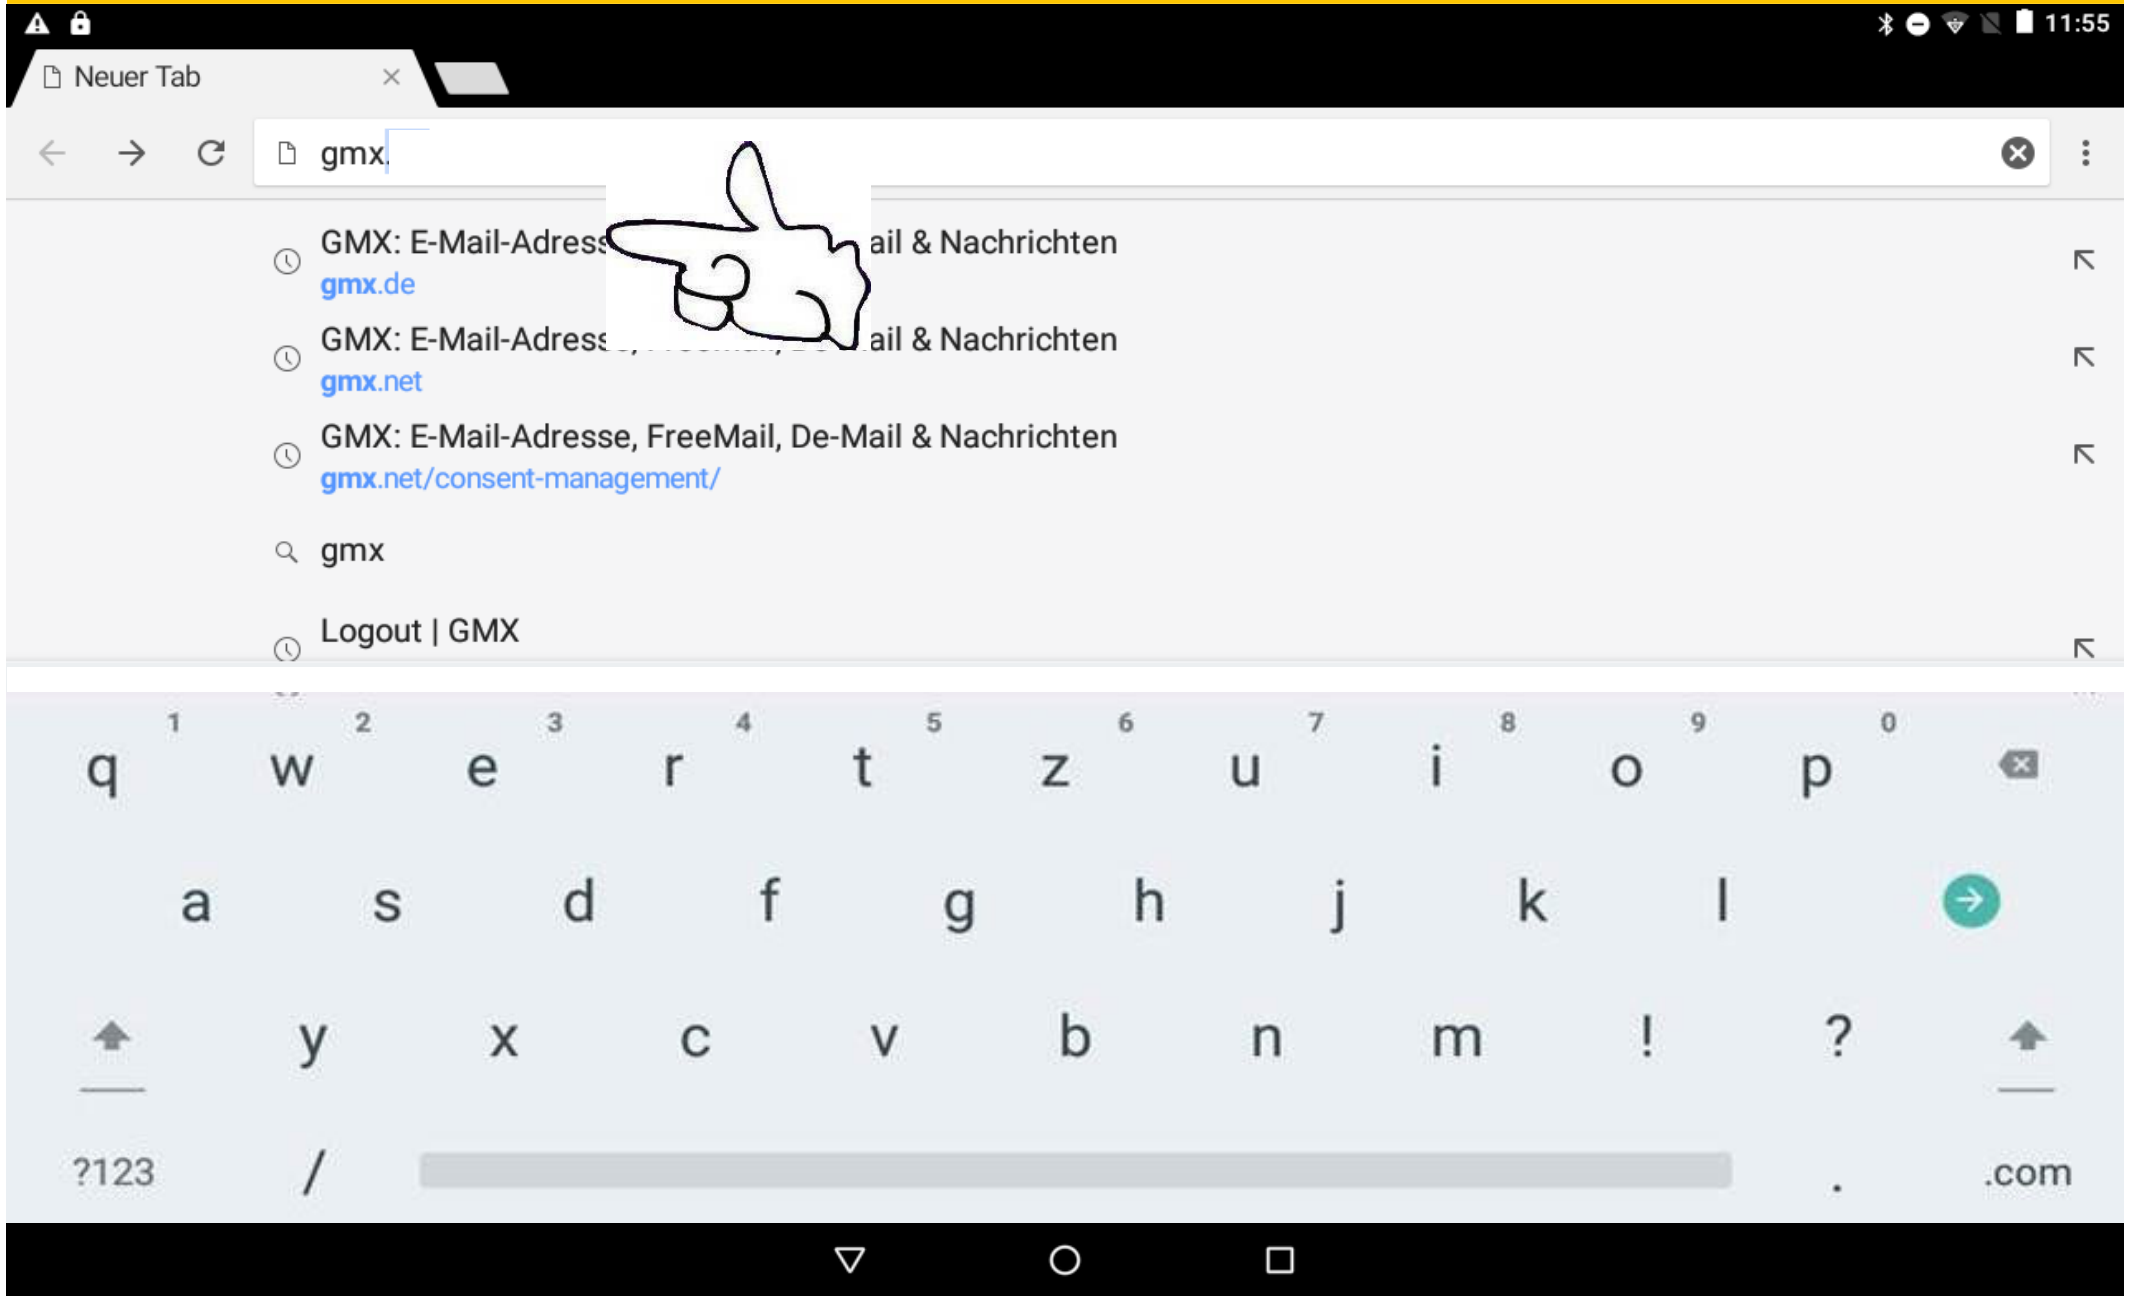 11:55
Neuer Tab
gmx.
GMX: E-Mail-Adress ail & Nachrichten
gmx.de
GMX: E-Mail-Adresse, ail & Nachrichten
gmx.net
GMX: E-Mail-Adresse, FreeMail, De-Mail & Nachrichten
gmx.net/consent-management/
gmx
Logout | GMX
1 2 3 4 5 6 7 8 9 0
q w e r t z u i o p
a s d f g h j k l
y x c v b n m ! ?
?123 / . .com